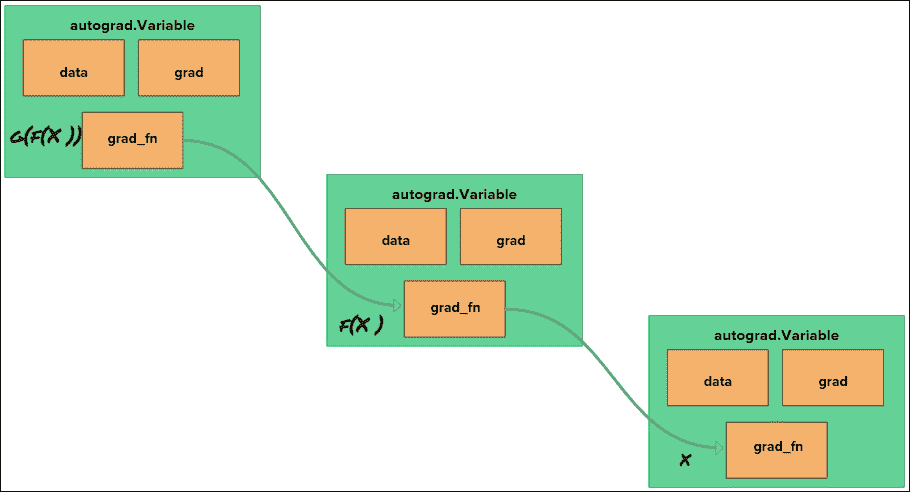 autograd.Variable
data grad
G(F(X)) grad_fn
autograd.Variable
data grad
grad_fn
F(X)
autograd.Variable
data grad
grad_fn
X